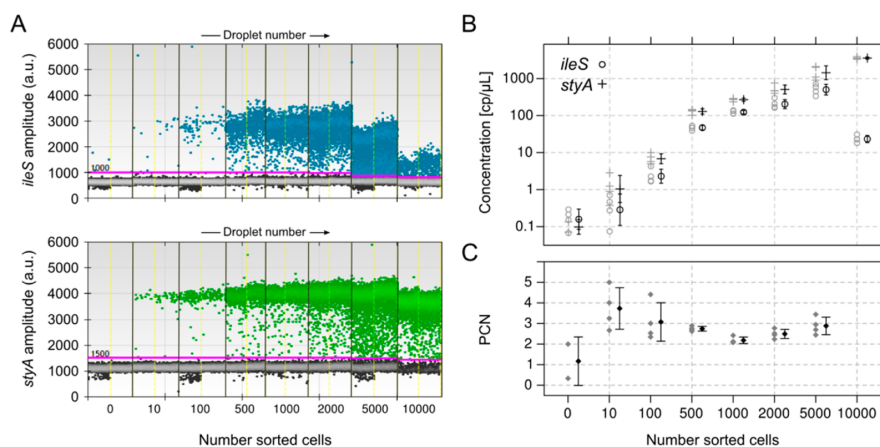 A
— Droplet number →
ileS amplitude (a.u.)
6000
5000
4000
3000
2000
1000
0
1000
— Droplet number →
styA amplitude (a.u.)
6000
5000
4000
3000
2000
1000
0
1500
0 10 100 500 1000 2000 5000 10000
Number sorted cells
B
Concentration [cp/µL]
1000
100
10
1
0.1
ileS
styA
C
PCN
5
4
3
2
1
0
0 10 100 500 1000 2000 5000 10000
Number sorted cells